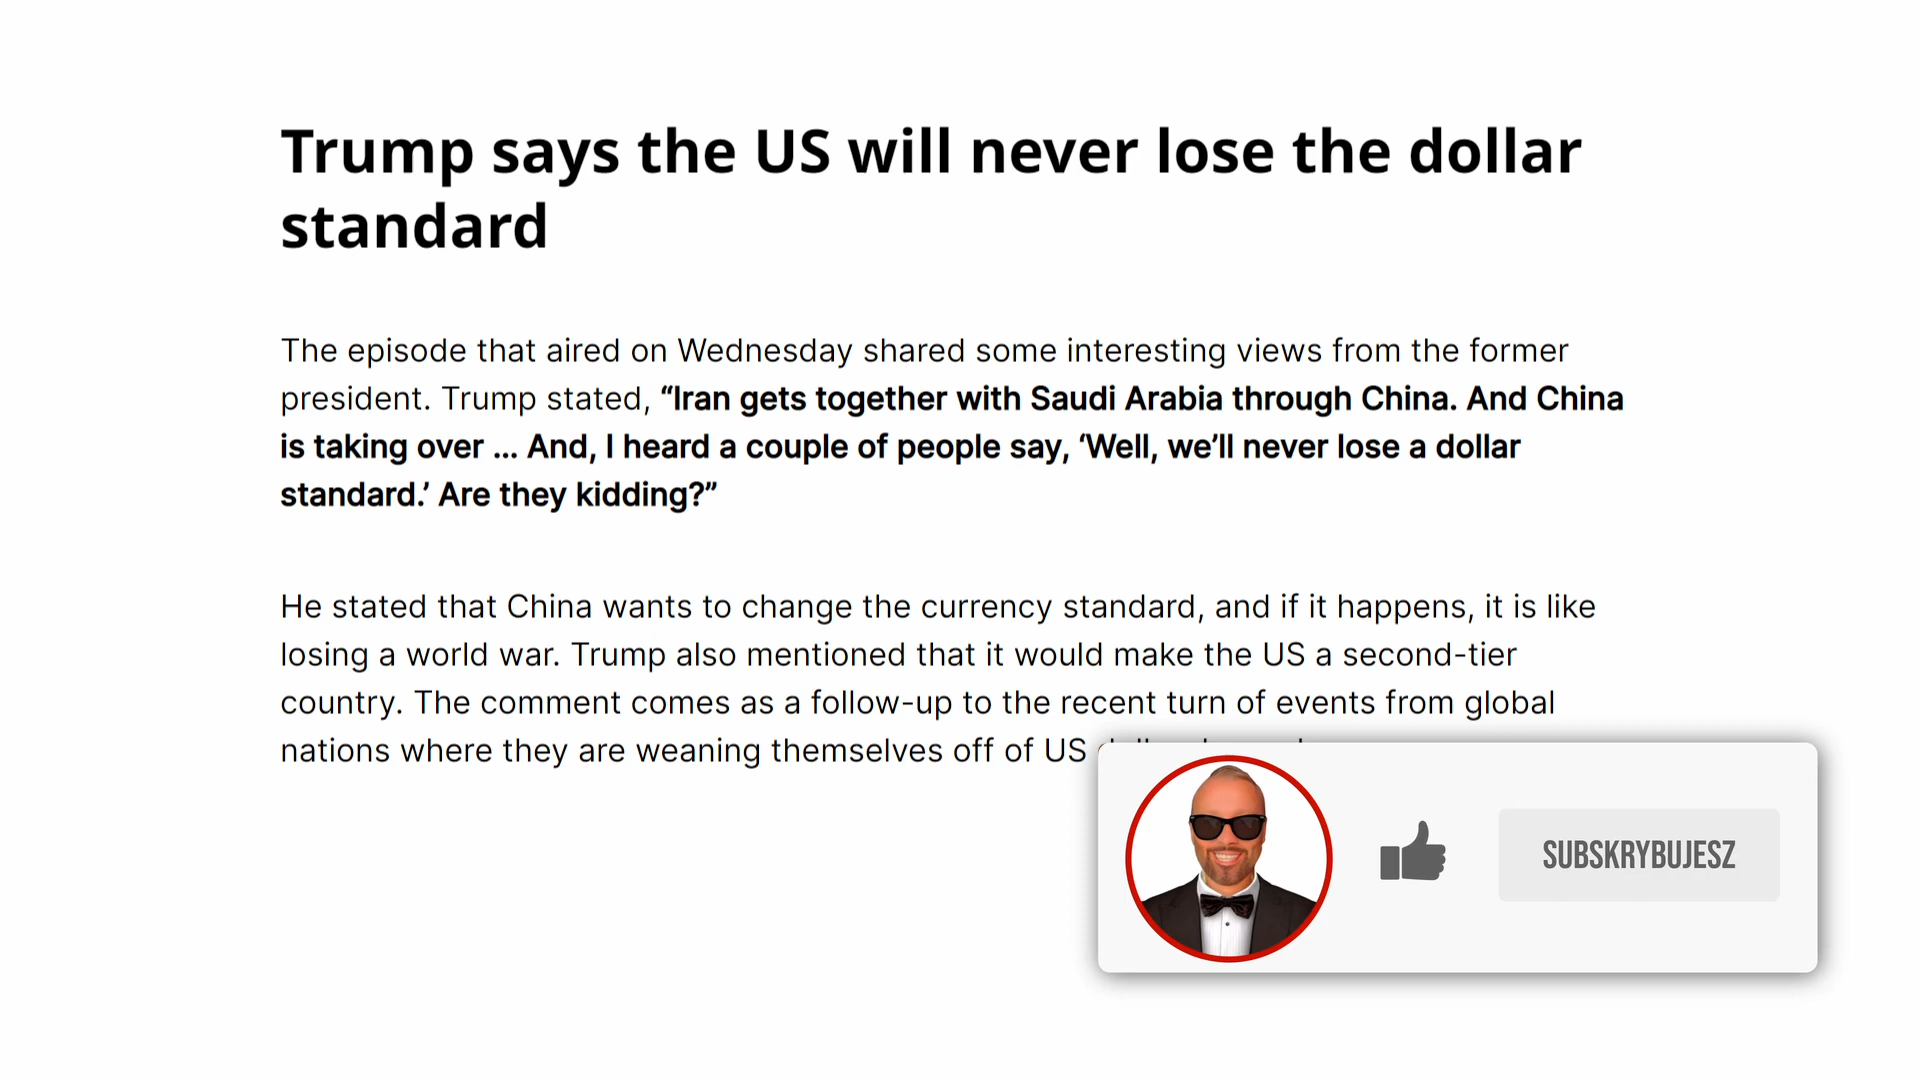 Trump says the US will never lose the dollar
standard
The episode that aired on Wednesday shared some interesting views from the former
president. Trump stated, “Iran gets together with Saudi Arabia through China. And China
is taking over ... And, I heard a couple of people say, ‘Well, we’ll never lose a dollar
standard.’ Are they kidding?”
He stated that China wants to change the currency standard, and if it happens, it is like
losing a world war. Trump also mentioned that it would make the US a second-tier
country. The comment comes as a follow-up to the recent turn of events from global
nations where they are weaning themselves off of US
SUBSKRYBUJESZ